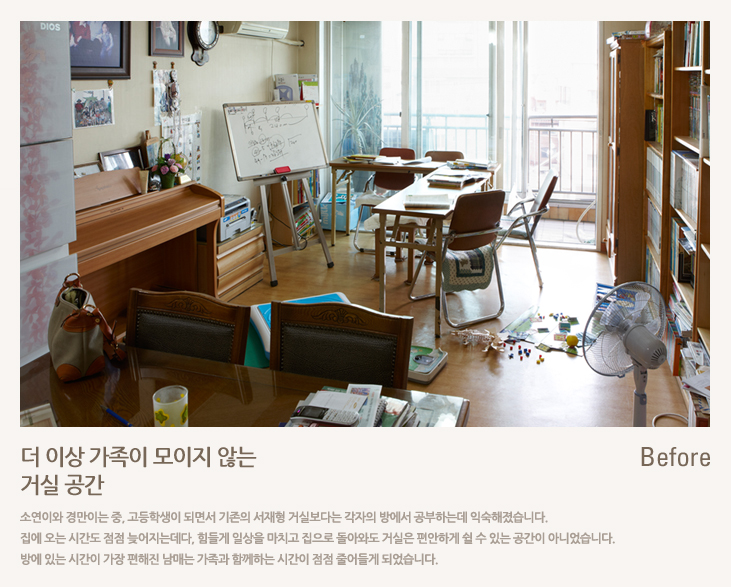 DIOS
더 이상 가족이 모이지 않는
거실 공간
Before
소연이와 경만이는 중, 고등학생이 되면서 기존의 서재형 거실보다는 각자의 방에서 공부하는데 익숙해졌습니다.
집에 오는 시간도 점점 늦어지는데다, 힘들게 일상을 마치고 집으로 돌아와도 거실은 편안하게 쉴 수 있는 공간이 아니었습니다.
방에 있는 시간이 가장 편해진 남매는 가족과 함께하는 시간이 점점 줄어들게 되었습니다.